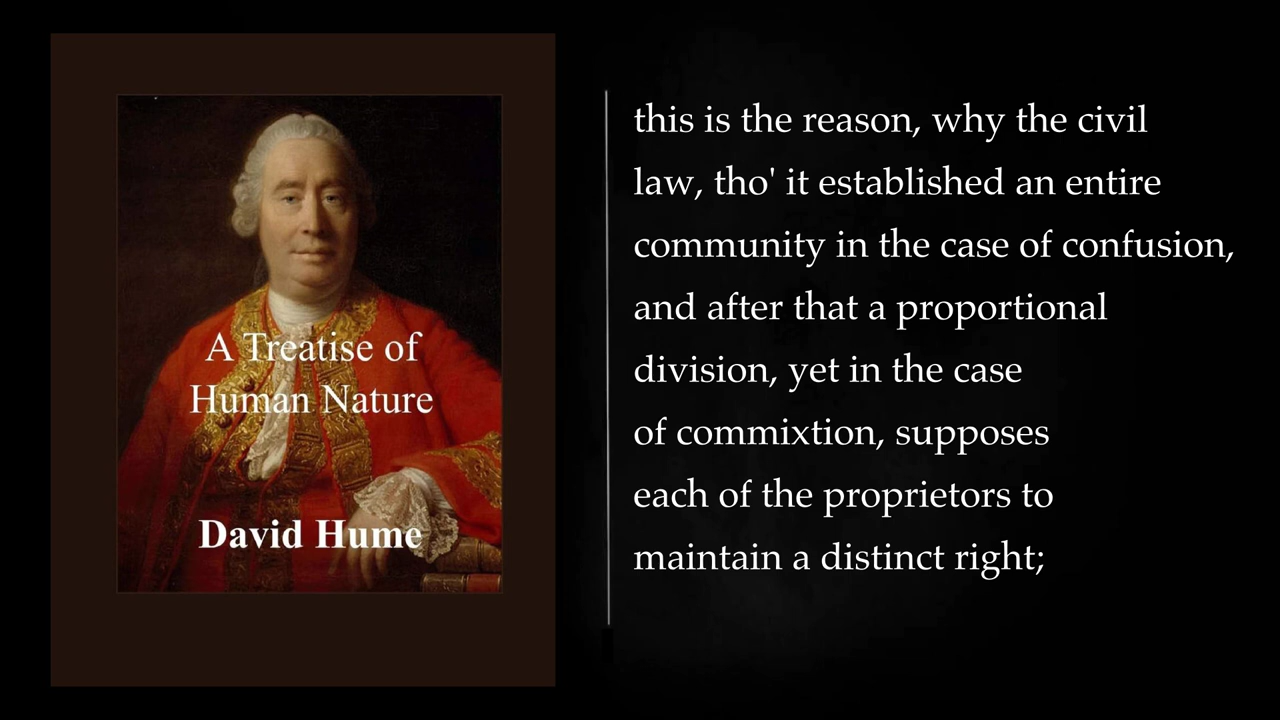 A Treatise of
Human Nature
David Hume
this is the reason, why the civil
law, tho' it established an entire
community in the case of confusion,
and after that a proportional
division, yet in the case
of commixtion, supposes
each of the proprietors to
maintain a distinct right;